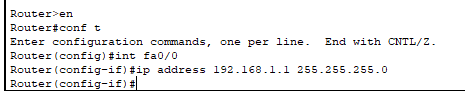 Router>en
Router#conf t
Enter configuration commands, one per line.  End with CNTL/Z.
Router(config)#int fa0/0
Router(config-if)#ip address 192.168.1.1 255.255.255.0
Router(config-if)#